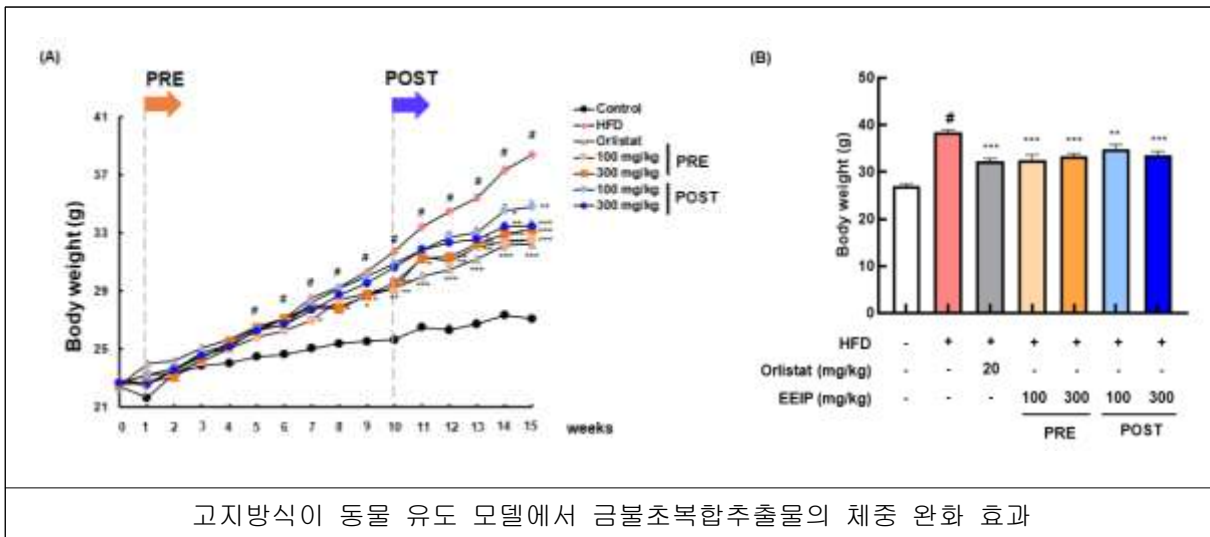 (A)
PRE
POST
Control
HFD
Orlistat
100 mg/kg
300 mg/kg
PRE
100 mg/kg
300 mg/kg
POST
Body weight (g)
41
37
33
29
25
21
0 1 2 3 4 5 6 7 8 9 10 11 12 13 14 15 weeks
# # # # # # # # # # #
(B)
Body weight (g)
50
40
30
20
10
0
# *** *** *** ** ***
HFD - + + + + + +
Orlistat (mg/kg) - - 20 - - - -
EEIP (mg/kg) - - - 100 300 100 300
PRE POST
고지방식이 동물 유도 모델에서 금불초복합추출물의 체중 완화 효과